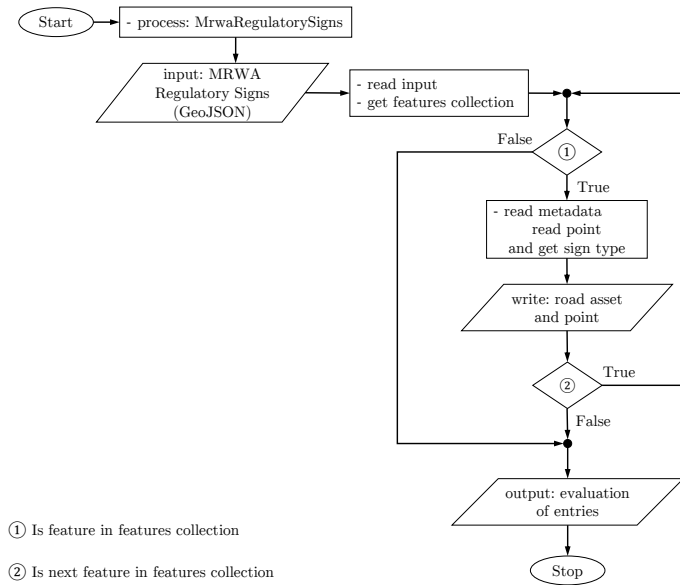 Start
- process: MrwaRegulatorySigns
input: MRWA
Regulatory Signs
(GeoJSON)
- read input
- get features collection
False
①
True
- read metadata
read point
and get sign type
write: road asset
and point
②
True
False
output: evaluation
of entries
Stop
① Is feature in features collection
② Is next feature in features collection